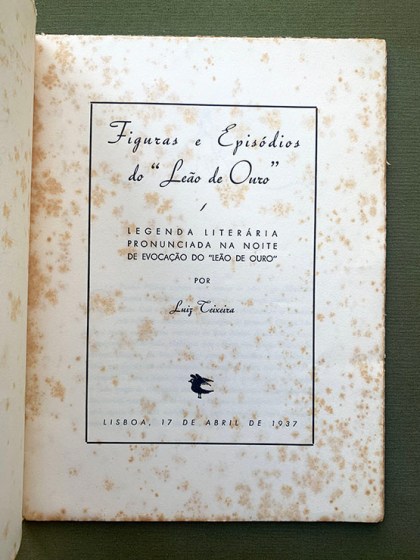 Figuras e Episódios
do "Leão de Ouro"
/
LEGENDA LITERÁRIA
PRONUNCIADA NA NOITE
DE EVOCAÇÃO DO "LEÃO DE OURO"
POR
Luiz Teixeira
LISBOA, 17 DE ABRIL DE 1937